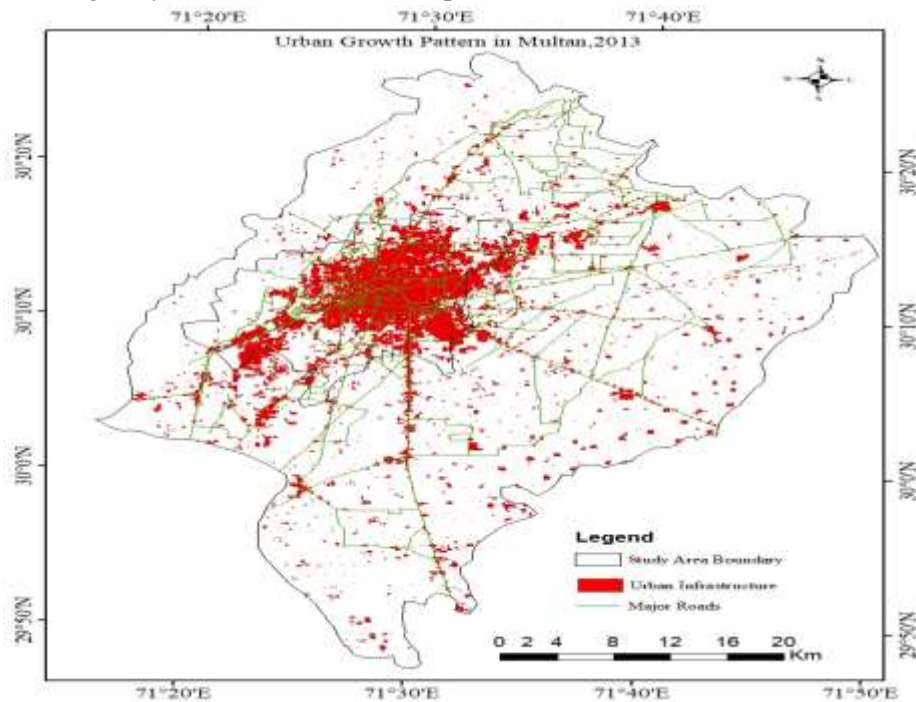 71°20'E 71°30'E 71°40'E
Urban Growth Pattern in Multan,2013
N
W E
S
30°20'N 30°20'N
30°10'N 30°10'N
30°0'N 30°0'N
Legend
Study Area Boundary
Urban Infrastructure
Major Roads
29°50'N 29°50'N
0 2 4 8 12 16 20
Km
71°20'E 71°30'E 71°40'E 71°50'E